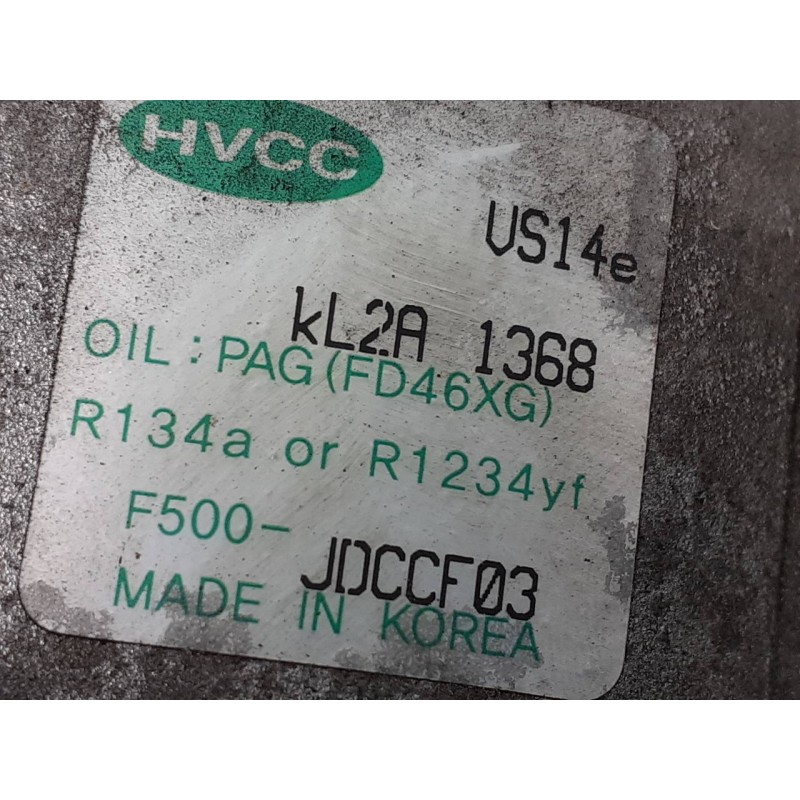 HVCC
VS14e
kL2A 1368
OIL : PAG (FD46XG)
R134a or R1234yf
F500- JDCCF03
MADE IN KOREA